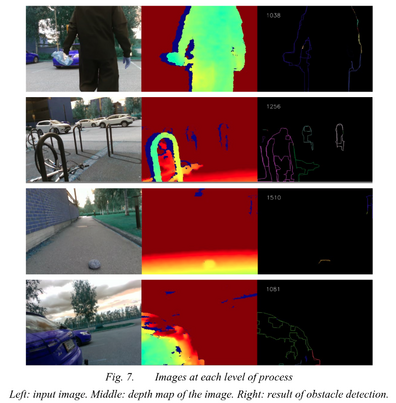 1038
1256
1510
1081
Fig. 7. Images at each level of process
Left: input image. Middle: depth map of the image. Right: result of obstacle detection.